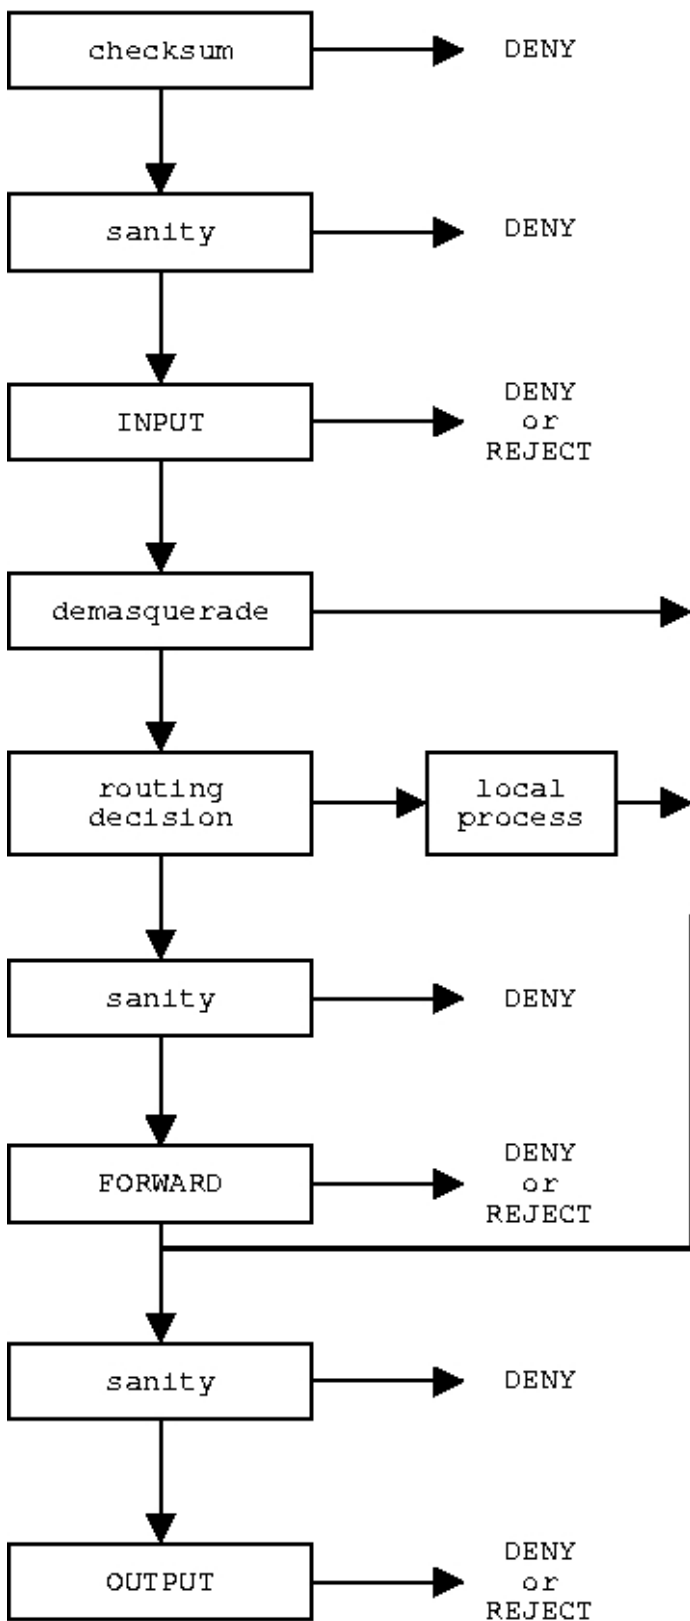 checksum
DENY
sanity
DENY
INPUT
DENY
or
REJECT
demasquerade
routing
decision
local
process
sanity
DENY
FORWARD
DENY
or
REJECT
sanity
DENY
OUTPUT
DENY
or
REJECT